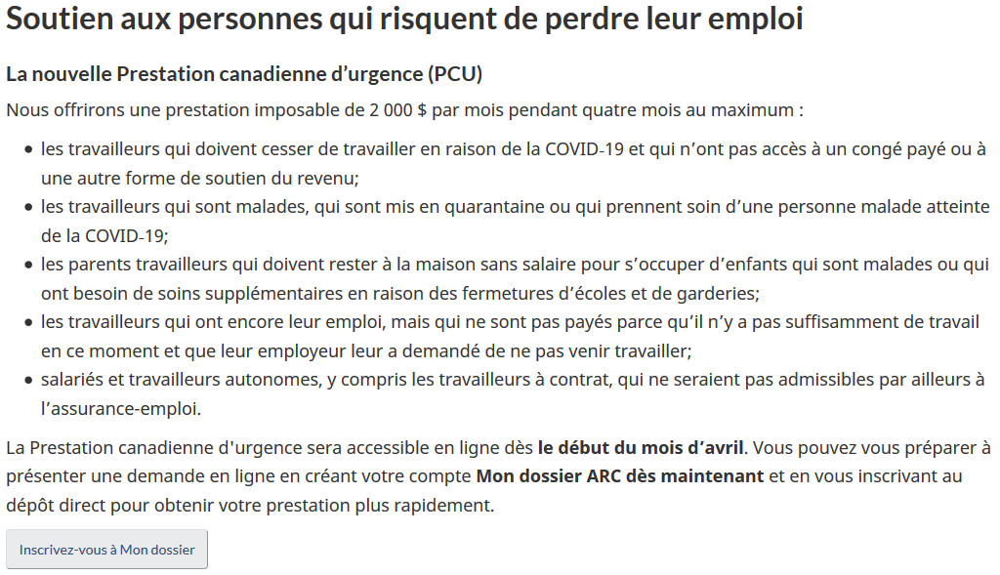 Soutien aux personnes qui risquent de perdre leur emploi
La nouvelle Prestation canadienne d’urgence (PCU)
Nous offrirons une prestation imposable de 2 000 $ par mois pendant quatre mois au maximum :
• les travailleurs qui doivent cesser de travailler en raison de la COVID-19 et qui n’ont pas accès à un congé payé ou à
une autre forme de soutien du revenu;
• les travailleurs qui sont malades, qui sont mis en quarantaine ou qui prennent soin d’une personne malade atteinte
de la COVID-19;
• les parents travailleurs qui doivent rester à la maison sans salaire pour s’occuper d’enfants qui sont malades ou qui
ont besoin de soins supplémentaires en raison des fermetures d’écoles et de garderies;
• les travailleurs qui ont encore leur emploi, mais qui ne sont pas payés parce qu’il n’y a pas suffisamment de travail
en ce moment et que leur employeur leur a demandé de ne pas venir travailler;
• salariés et travailleurs autonomes, y compris les travailleurs à contrat, qui ne seraient pas admissibles par ailleurs à
l’assurance-emploi.
La Prestation canadienne d'urgence sera accessible en ligne dès le début du mois d’avril. Vous pouvez vous préparer à
présenter une demande en ligne en créant votre compte Mon dossier ARC dès maintenant et en vous inscrivant au
dépôt direct pour obtenir votre prestation plus rapidement.
Inscrivez-vous à Mon dossier